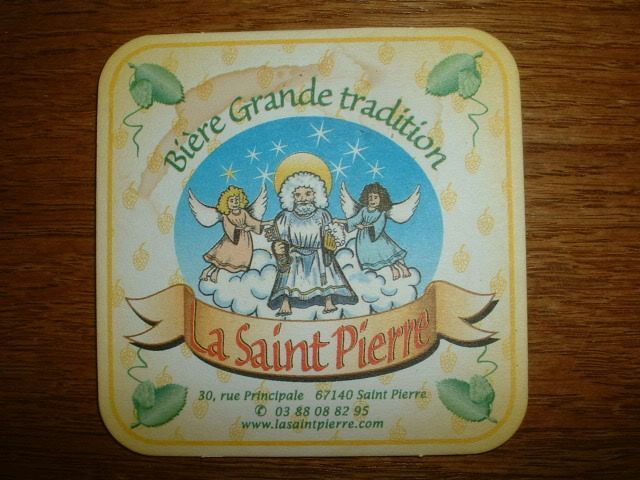 Bière Grande tradition
La Saint Pierre
30, rue Principale 67140 Saint Pierre
✆ 03 88 08 82 95
www.lasaintpierre.com